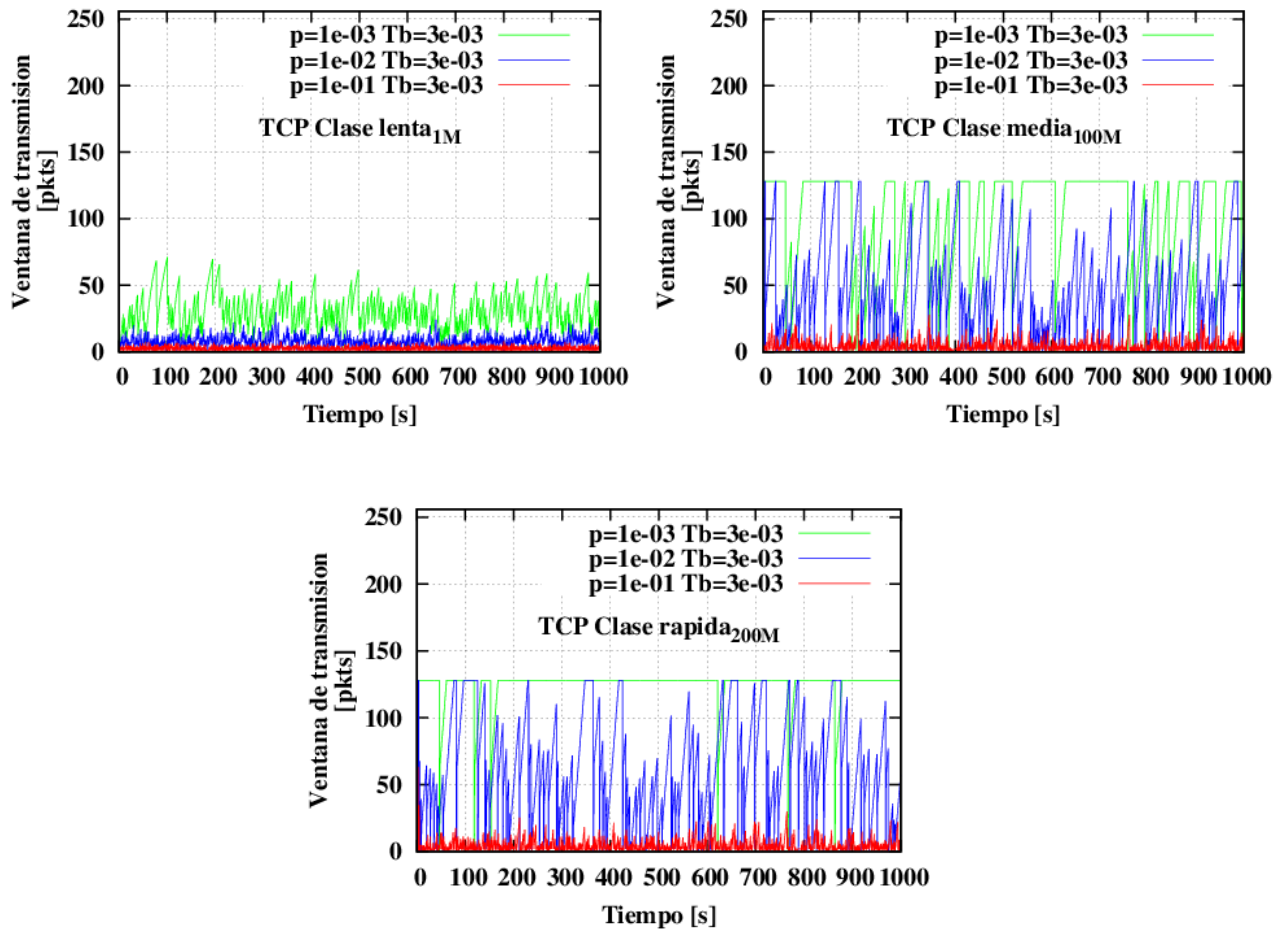 250
200
150
100
50
0
p=1e-03 Tb=3e-03
p=1e-02 Tb=3e-03
p=1e-01 Tb=3e-03
TCP Clase lenta1M
Ventana de transmision
[pkts]
0 100 200 300 400 500 600 700 800 900 1000
Tiempo [s]
250
200
150
100
50
0
p=1e-03 Tb=3e-03
p=1e-02 Tb=3e-03
p=1e-01 Tb=3e-03
TCP Clase media100M
Ventana de transmision
[pkts]
0 100 200 300 400 500 600 700 800 900 1000
Tiempo [s]
250
200
150
100
50
0
p=1e-03 Tb=3e-03
p=1e-02 Tb=3e-03
p=1e-01 Tb=3e-03
TCP Clase rapida200M
Ventana de transmision
[pkts]
0 100 200 300 400 500 600 700 800 900 1000
Tiempo [s]